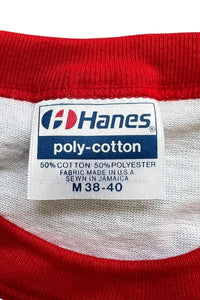 Hanes
poly-cotton
50% COTTON 50% POLYESTER
FABRIC MADE IN U.S.A
SEWN IN JAMAICA
M 38-40